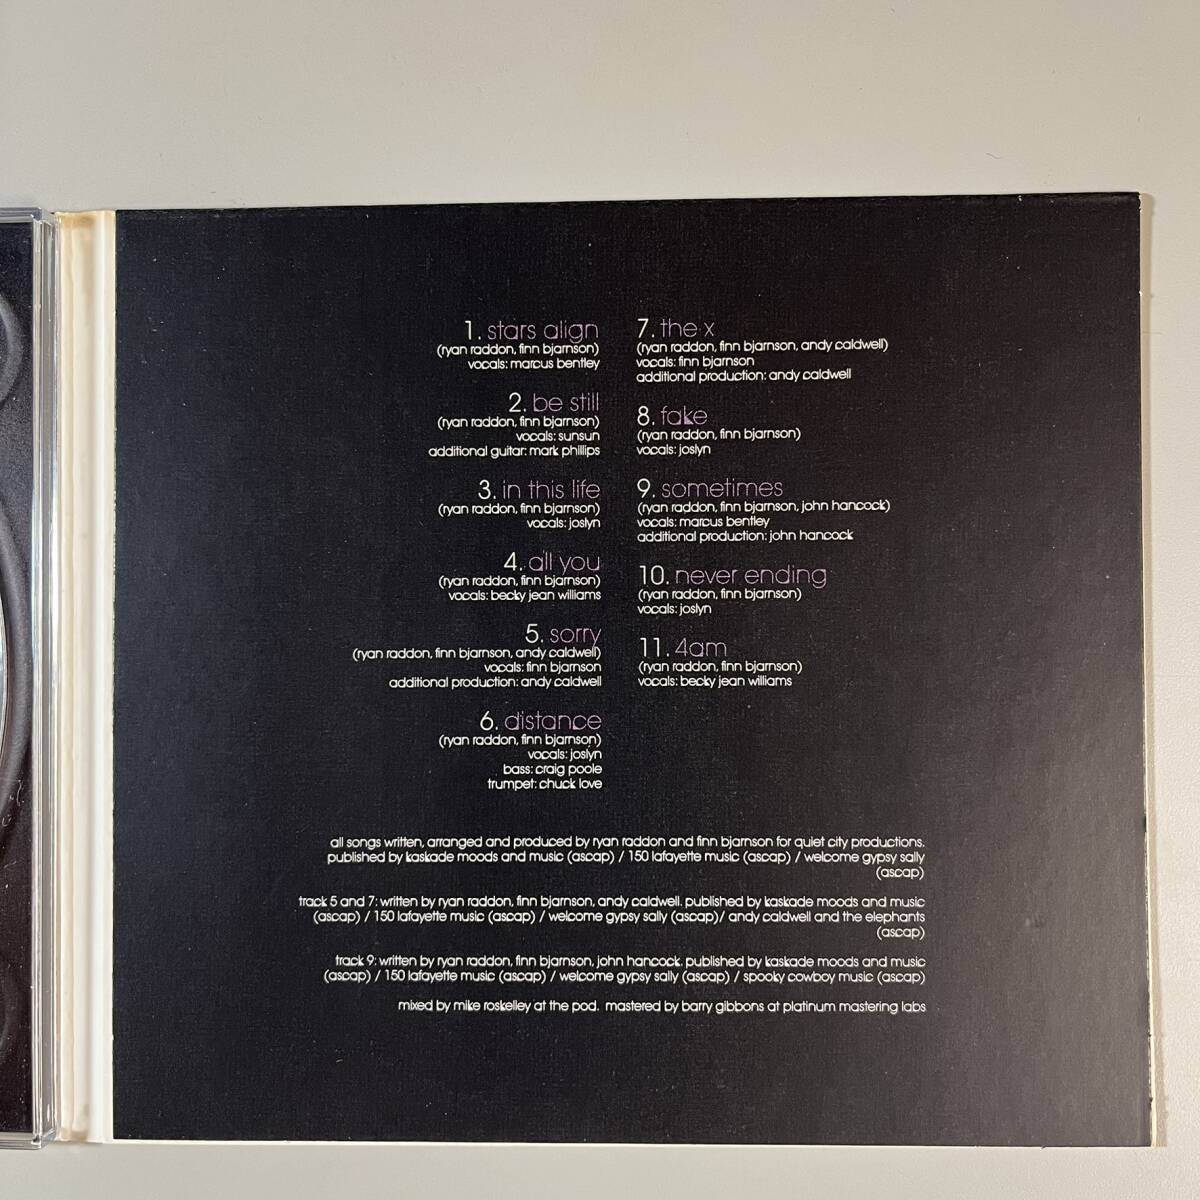 1. stars align
(ryan raddon, finn bjarnson)
vocals: marcus bentley
2. be still
(ryan raddon, finn bjarnson)
vocals: sunsun
additional guitar: mark phillips
3. in this life
(ryan raddon, finn bjarnson)
vocals: joslyn
4. all you
(ryan raddon, finn bjarnson)
vocals: becky jean williams
5. sorry
(ryan raddon, finn bjarnson, andy caldwell)
vocals: finn bjarnson
additional production: andy caldwell
6. distance
(ryan raddon, finn bjarnson)
vocals: joslyn
bass: craig poole
trumpet: chuck love
7. the x
(ryan raddon, finn bjarnson, andy caldwell)
vocals: finn bjarnson
additional production: andy caldwell
8. fake
(ryan raddon, finn bjarnson)
vocals: joslyn
9. sometimes
(ryan raddon, finn bjarnson, john hancock)
vocals: marcus bentley
additional production: john hancock
10. never ending
(ryan raddon, finn bjarnson)
vocals: joslyn
11. 4am
(ryan raddon, finn bjarnson)
vocals: becky jean williams
all songs written, arranged and produced by ryan raddon and finn bjarnson for quiet city productions.
published by kaskade moods and music (ascap) / 150 lafayette music (ascap) / welcome gypsy sally
(ascap)
track 5 and 7: written by ryan raddon, finn bjarnson, andy caldwell. published by kaskade moods and music
(ascap) / 150 lafayette music (ascap) / welcome gypsy sally (ascap)/ andy caldwell and the elephants
(ascap)
track 9: written by ryan raddon, finn bjarnson, john hancock. published by kaskade moods and music
(ascap) / 150 lafayette music (ascap) / welcome gypsy sally (ascap) / spooky cowboy music (ascap)
mixed by mike roskelley at the pod. mastered by barry gibbons at platinum mastering labs